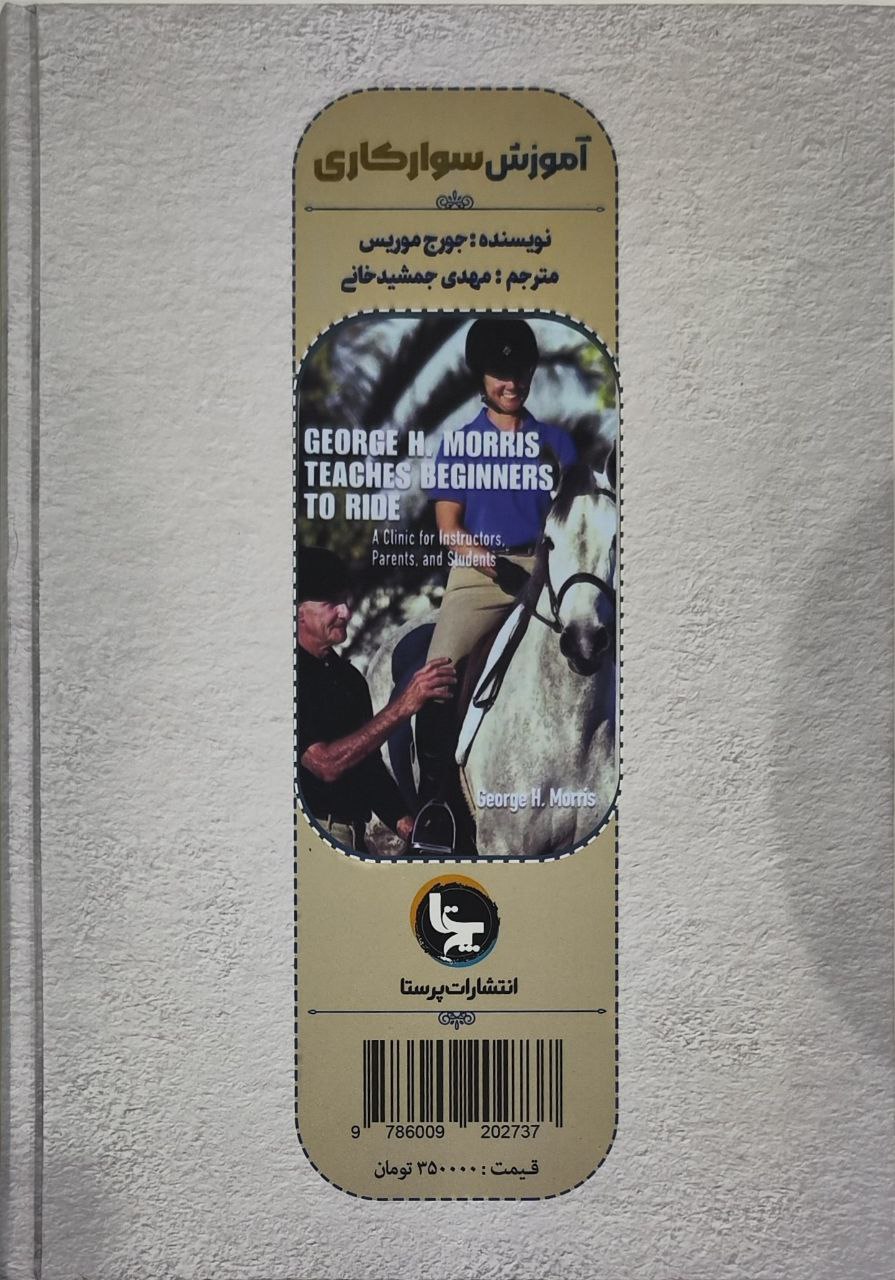 آموزش سوارکاری
نویسنده : جورج موریس
مترجم : مهدی جمشیدخانی
GEORGE H. MORRIS
TEACHES BEGINNERS
TO RIDE
A Clinic for Instructors,
Parents, and Students
George H. Morris
پرستا
انتشارات پرستا
9 786009 202737
قیمت : ۳۵۰۰۰۰ تومان